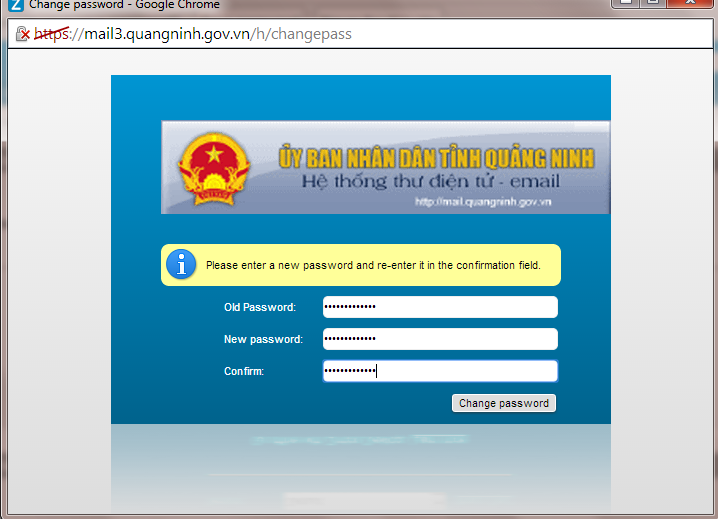 Change password - Google Chrome
https://mail3.quangninh.gov.vn/h/changepass
ỦY BAN NHÂN DÂN TỈNH QUẢNG NINH
Hệ thống thư điện tử - email
http://mail.quangninh.gov.vn
Please enter a new password and re-enter it in the confirmation field.
Old Password: •••••••••••••
New password: •••••••••••••
Confirm: •••••••••••••
Change password